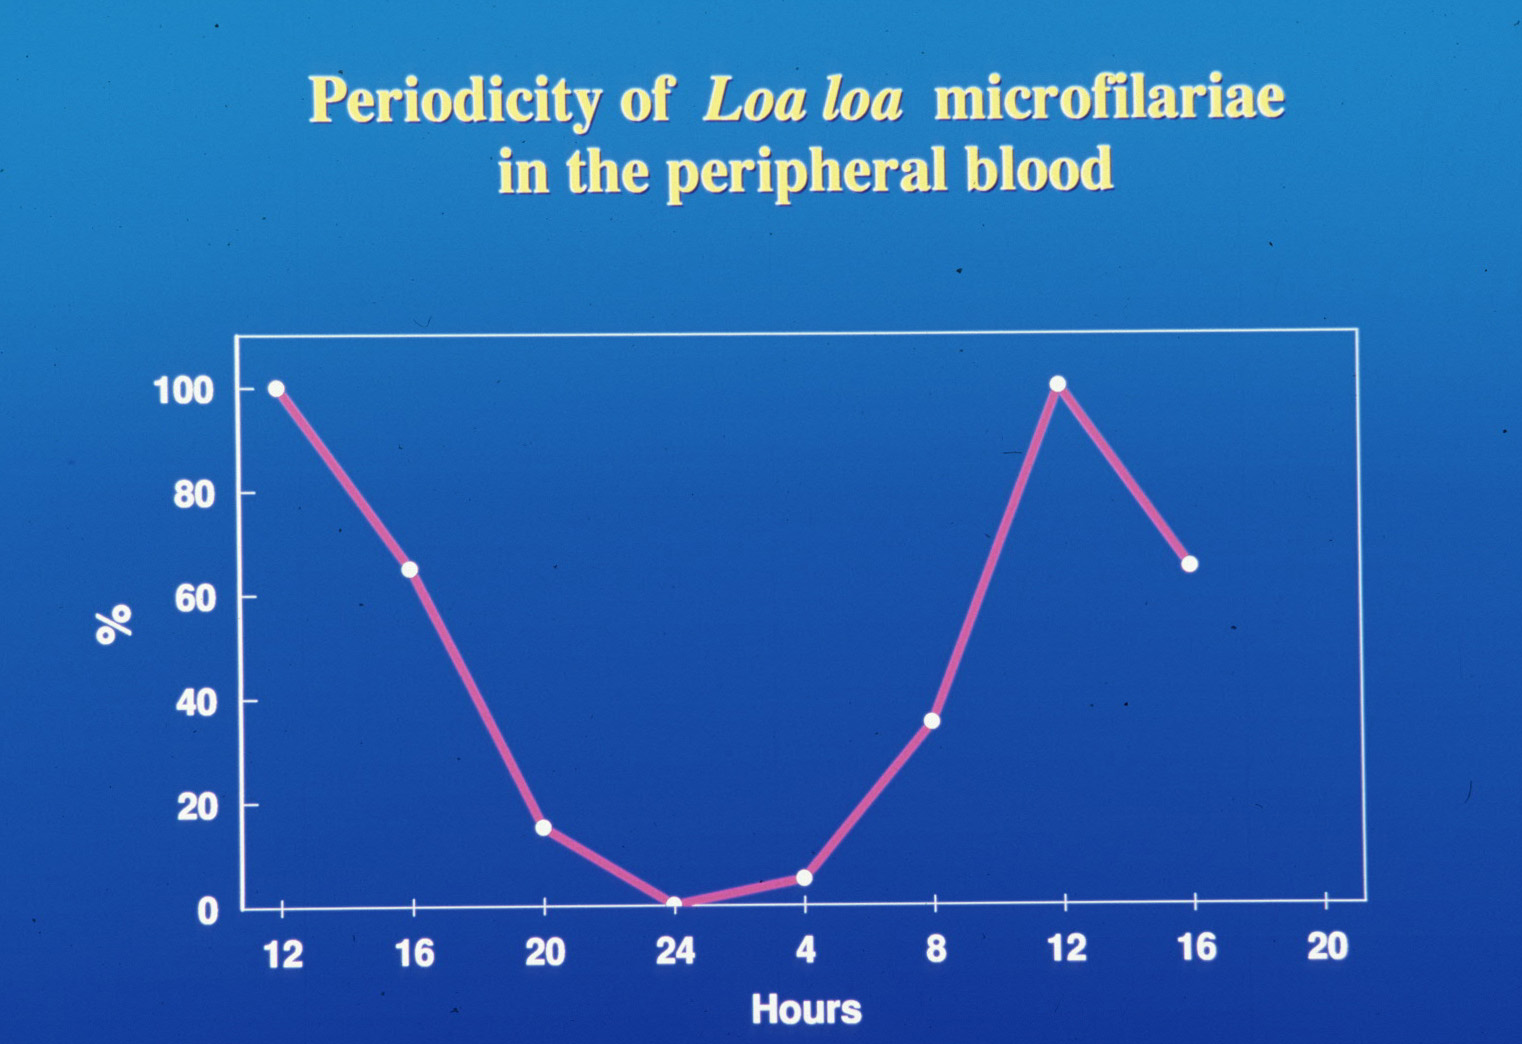 Periodicity of Loa loa microfilariae
in the peripheral blood
100
80
60
40
20
0
%
12 16 20 24 4 8 12 16 20
Hours